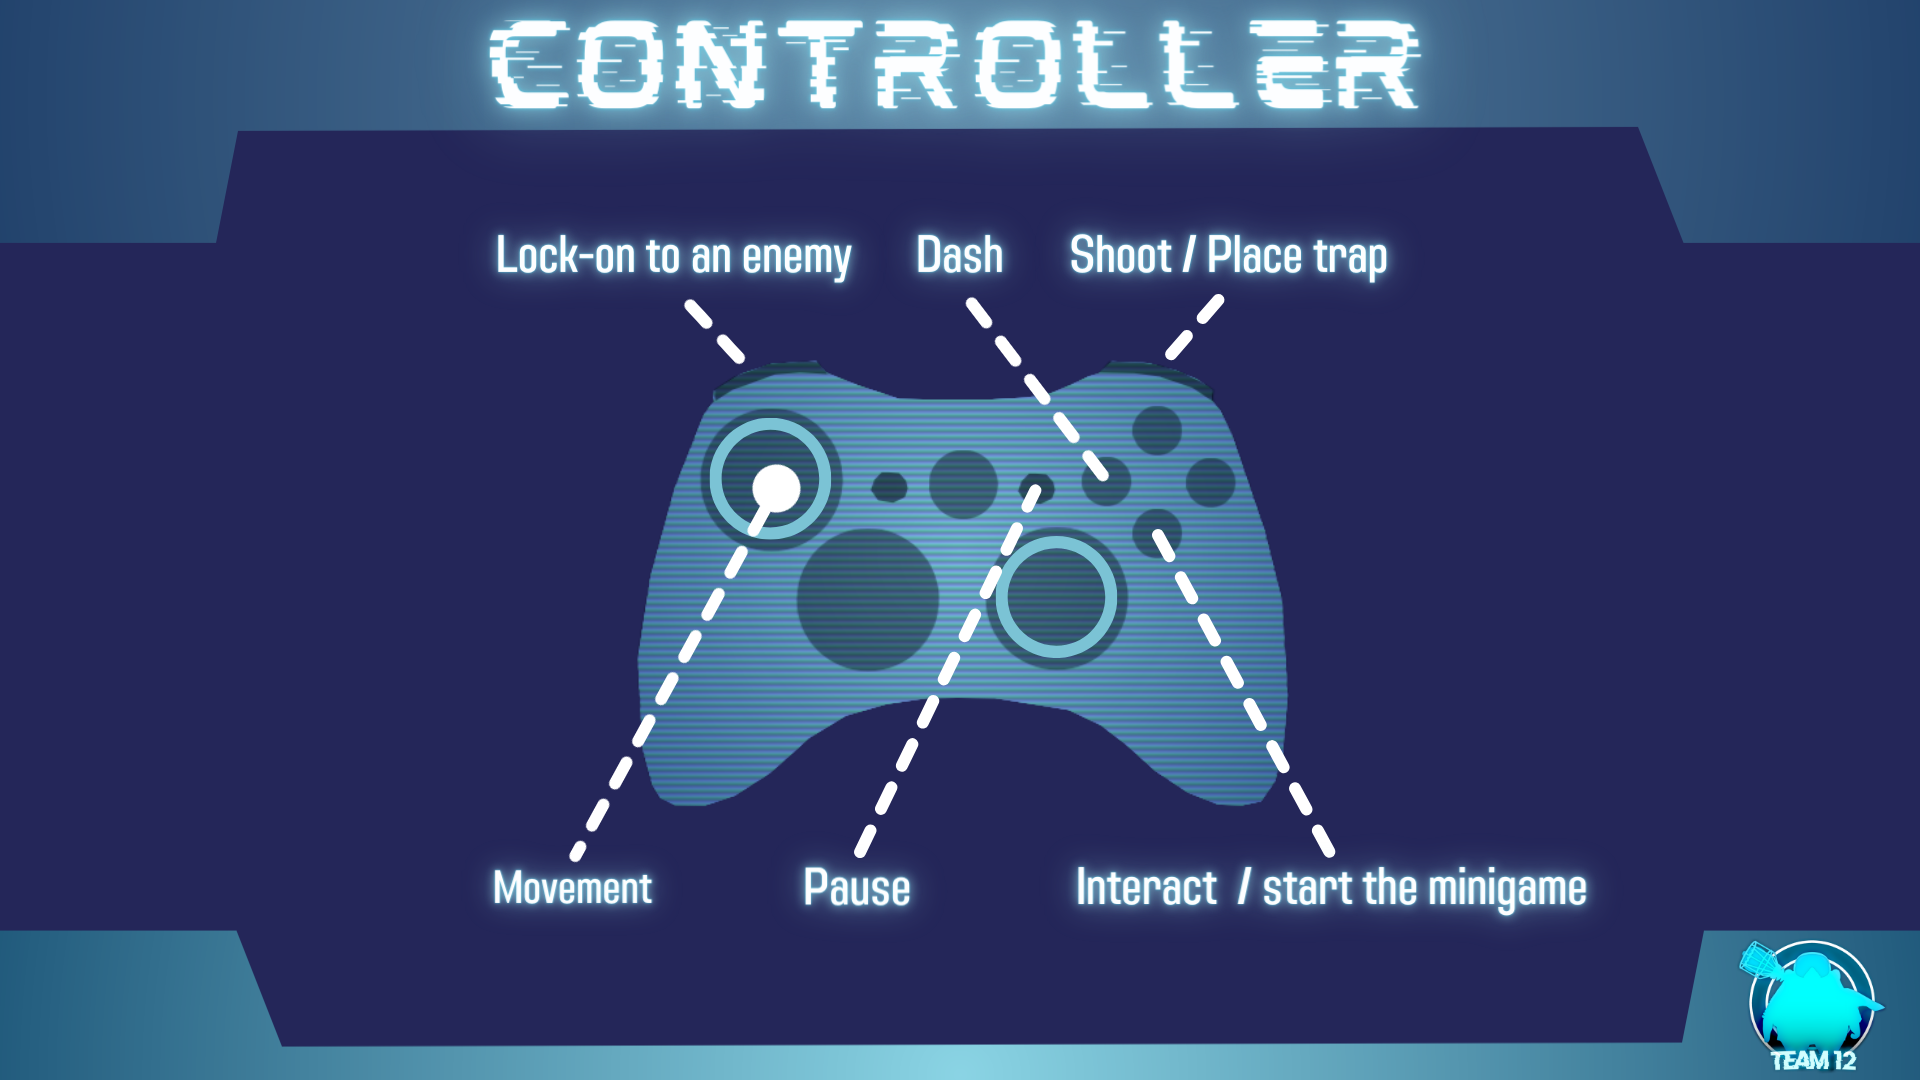 CONTROLLER
Lock-on to an enemy
Dash
Shoot / Place trap
Movement
Pause
Interact / start the minigame
TEAM 12